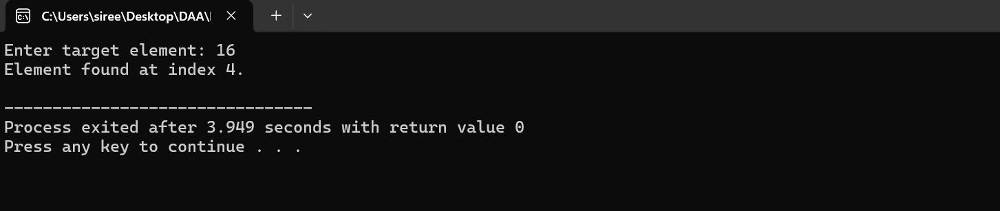 C:\Users\siree\Desktop\DAA\
Enter target element: 16
Element found at index 4.
--------------------------------
Process exited after 3.949 seconds with return value 0
Press any key to continue . . .